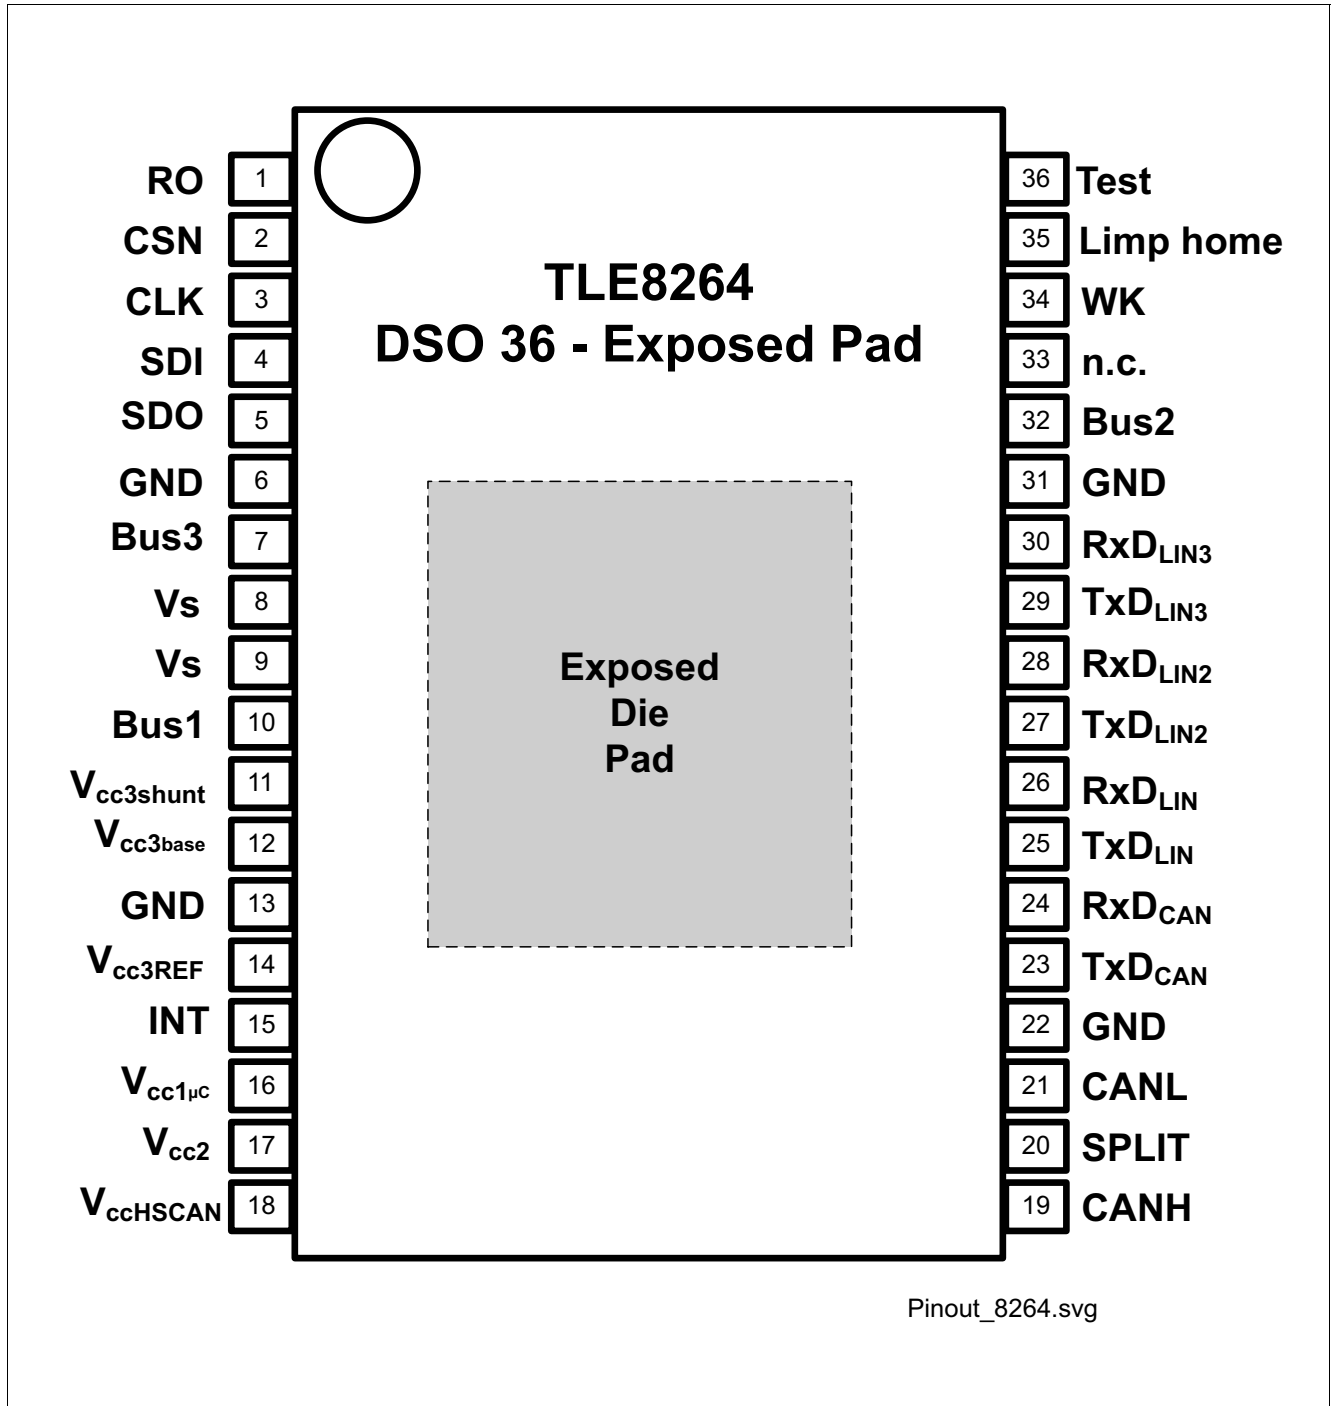 TLE8264
DSO 36 - Exposed Pad
Exposed
Die
Pad
RO 1
CSN 2
CLK 3
SDI 4
SDO 5
GND 6
Bus3 7
Vs 8
Vs 9
Bus1 10
Vcc3shunt 11
Vcc3base 12
GND 13
Vcc3REF 14
INT 15
Vcc1µC 16
Vcc2 17
VccHSCAN 18
36 Test
35 Limp home
34 WK
33 n.c.
32 Bus2
31 GND
30 RxDLIN3
29 TxDLIN3
28 RxDLIN2
27 TxDLIN2
26 RxDLIN
25 TxDLIN
24 RxDCAN
23 TxDCAN
22 GND
21 CANL
20 SPLIT
19 CANH
Pinout_8264.svg